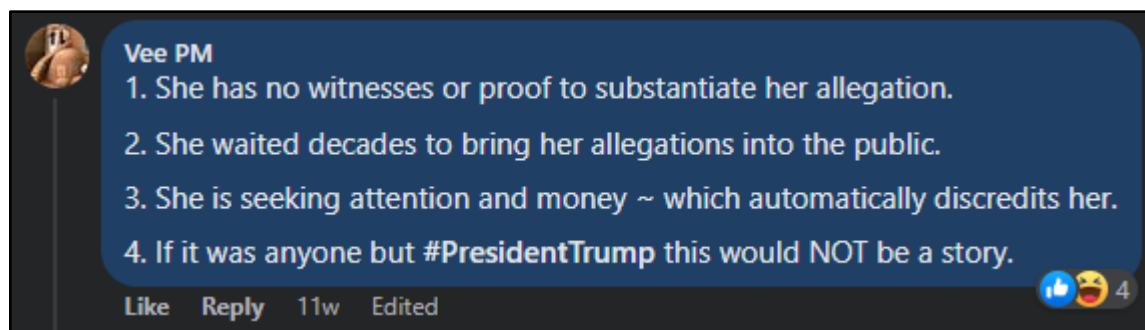 Vee PM
1. She has no witnesses or proof to substantiate her allegation.
2. She waited decades to bring her allegations into the public.
3. She is seeking attention and money ~ which automatically discredits her.
4. If it was anyone but #PresidentTrump this would NOT be a story.
Like Reply 11w Edited 4